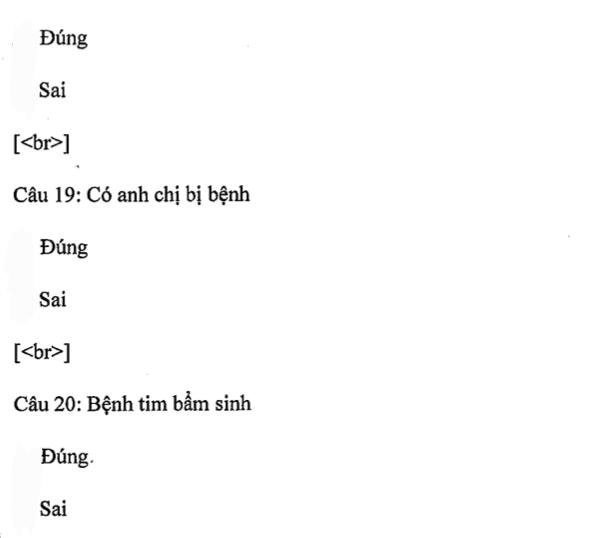 Đúng
Sai
[<br>]
Câu 19: Có anh chị bị bệnh
Đúng
Sai
[<br>]
Câu 20: Bệnh tim bẩm sinh
Đúng.
Sai